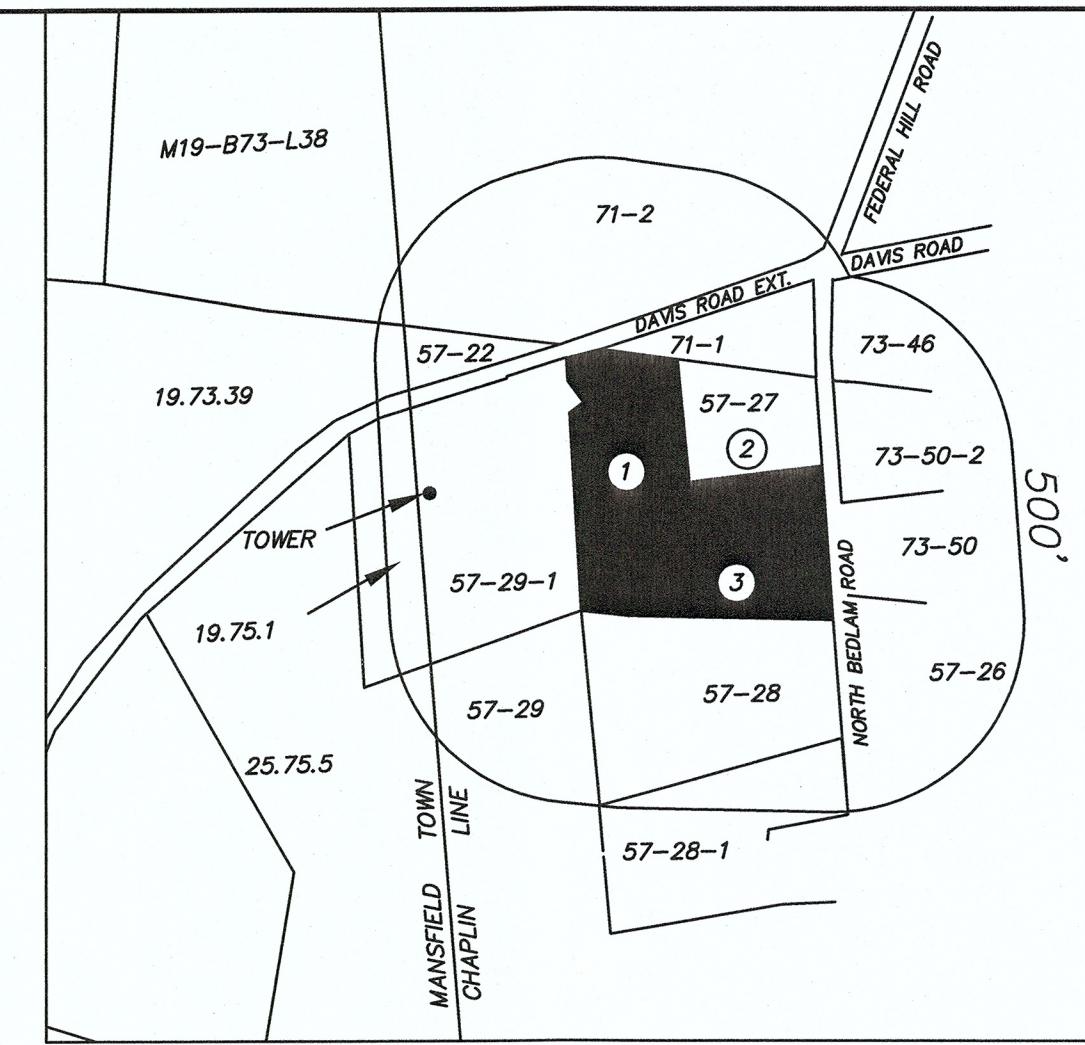 M19-B73-L38
FEDERAL HILL ROAD
71-2
DAVIS ROAD
DAVIS ROAD EXT.
57-22
71-1
73-46
19.73.39
57-27
2
73-50-2
1
500'
TOWER
73-50
57-29-1
3
19.75.1
NORTH BEDLAM ROAD
57-26
57-28
57-29
25.75.5
TOWN
LINE
57-28-1
MANSFIELD
CHAPLIN